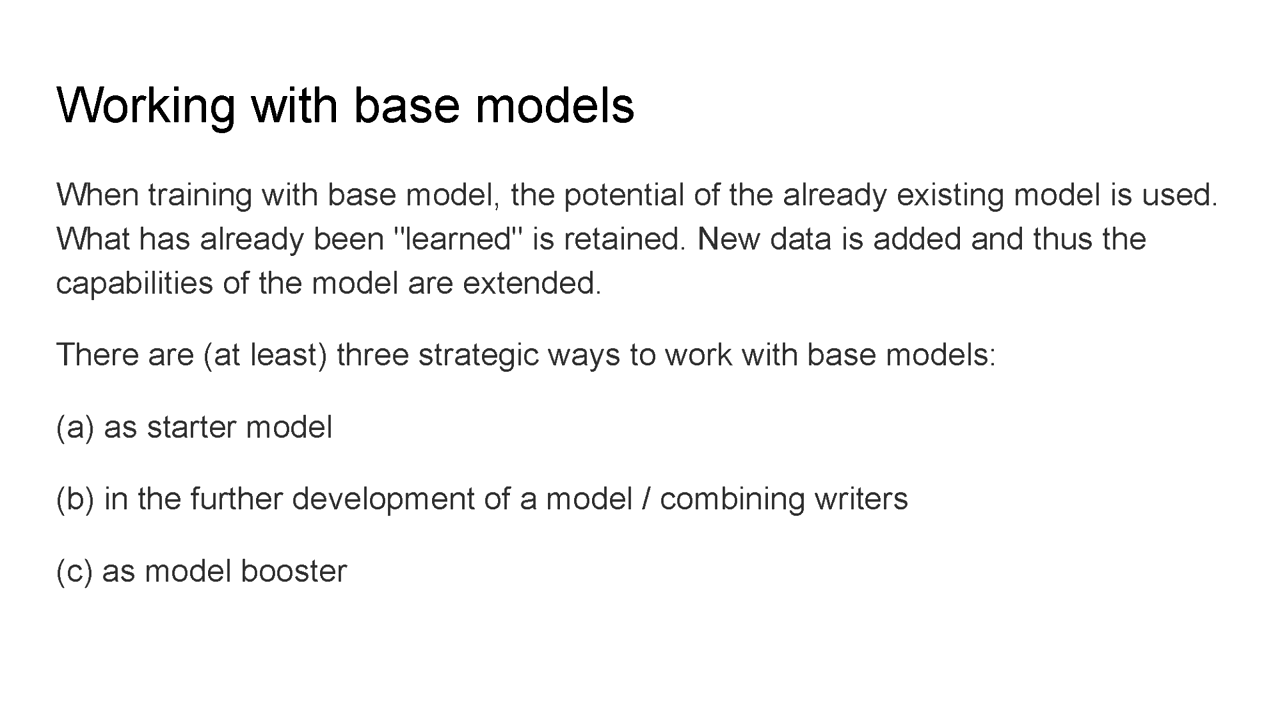 Working with base models
When training with base model, the potential of the already existing model is used.
What has already been "learned" is retained. New data is added and thus the
capabilities of the model are extended.
There are (at least) three strategic ways to work with base models:
(a) as starter model
(b) in the further development of a model / combining writers
(c) as model booster